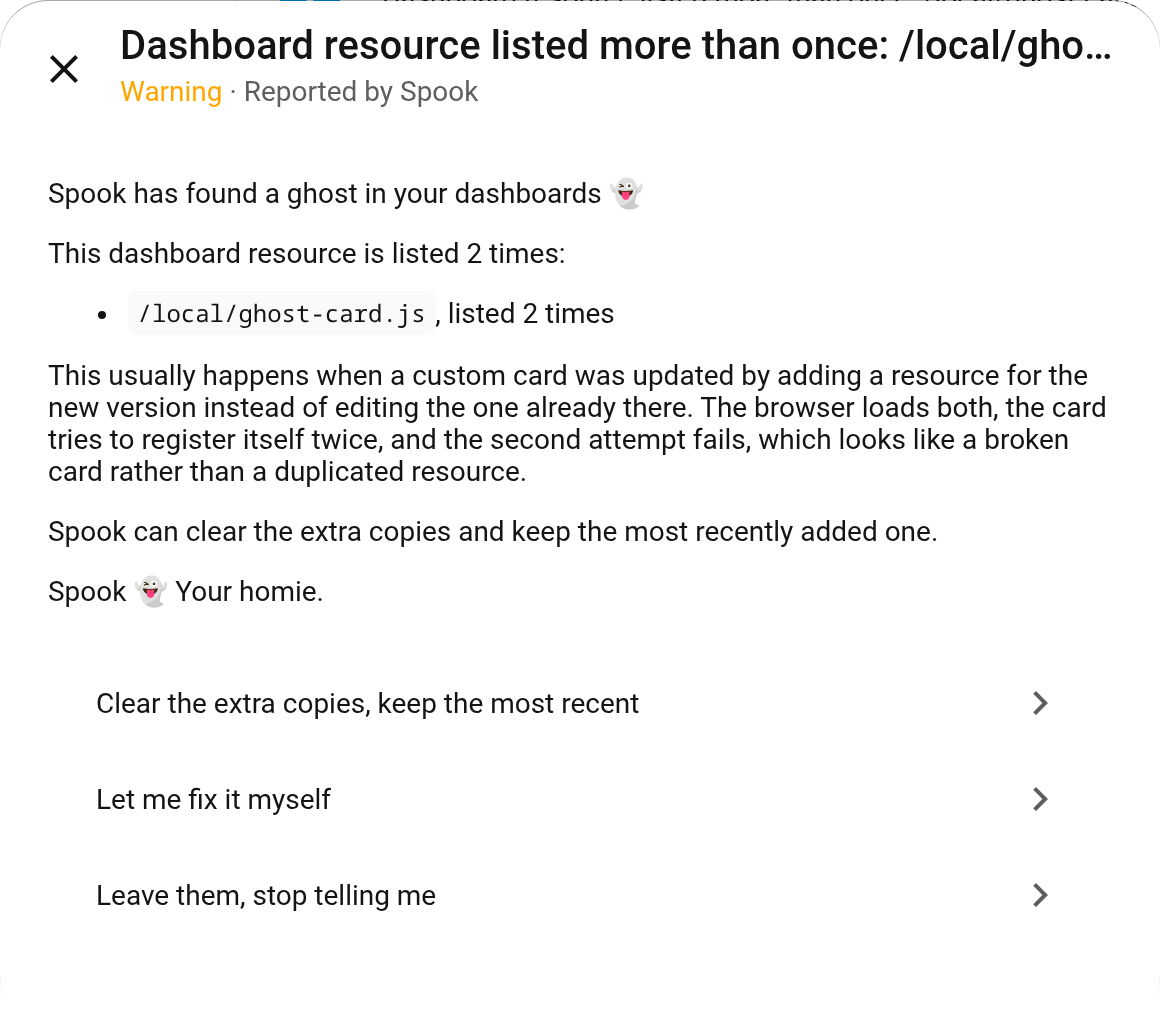 Dashboard resource listed more than once: /local/gho...
Warning · Reported by Spook
Spook has found a ghost in your dashboards 👻
This dashboard resource is listed 2 times:
• /local/ghost-card.js , listed 2 times
This usually happens when a custom card was updated by adding a resource for the
new version instead of editing the one already there. The browser loads both, the card
tries to register itself twice, and the second attempt fails, which looks like a broken
card rather than a duplicated resource.
Spook can clear the extra copies and keep the most recently added one.
Spook 👻 Your homie.
Clear the extra copies, keep the most recent
Let me fix it myself
Leave them, stop telling me